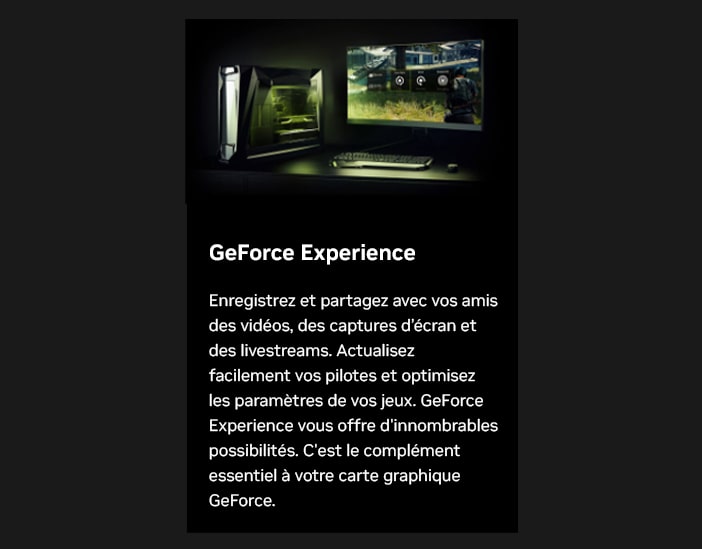 GeForce Experience
Enregistrez et partagez avec vos amis
des vidéos, des captures d'écran et
des livestreams. Actualisez
facilement vos pilotes et optimisez
les paramètres de vos jeux. GeForce
Experience vous offre d'innombrables
possibilités. C'est le complément
essentiel à votre carte graphique
GeForce.